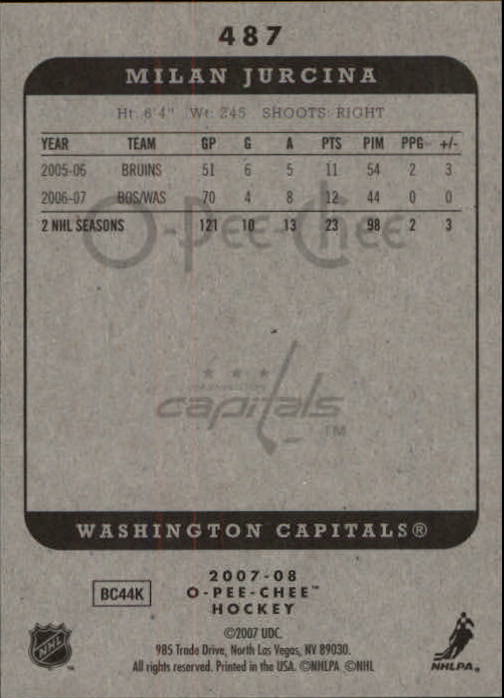 487
MILAN JURCINA
Ht: 6'4" Wt: 245 SHOOTS: RIGHT
YEAR TEAM GP G A PTS PIM PPG +/-
2005-06 BRUINS 51 6 5 11 54 2 3
2006-07 BOS/WAS 70 4 8 12 44 0 0
2 NHL SEASONS 121 10 13 23 98 2 3
O-Pee-Chee
WASHINGTON
capitals
TM
WASHINGTON CAPITALS®
BC44K
2007-08
O-PEE-CHEE™
HOCKEY
©2007 UDC.
985 Trade Drive, North Las Vegas, NV 89030.
All rights reserved. Printed in the USA. ©NHLPA ©NHL
NHL
NHLPA